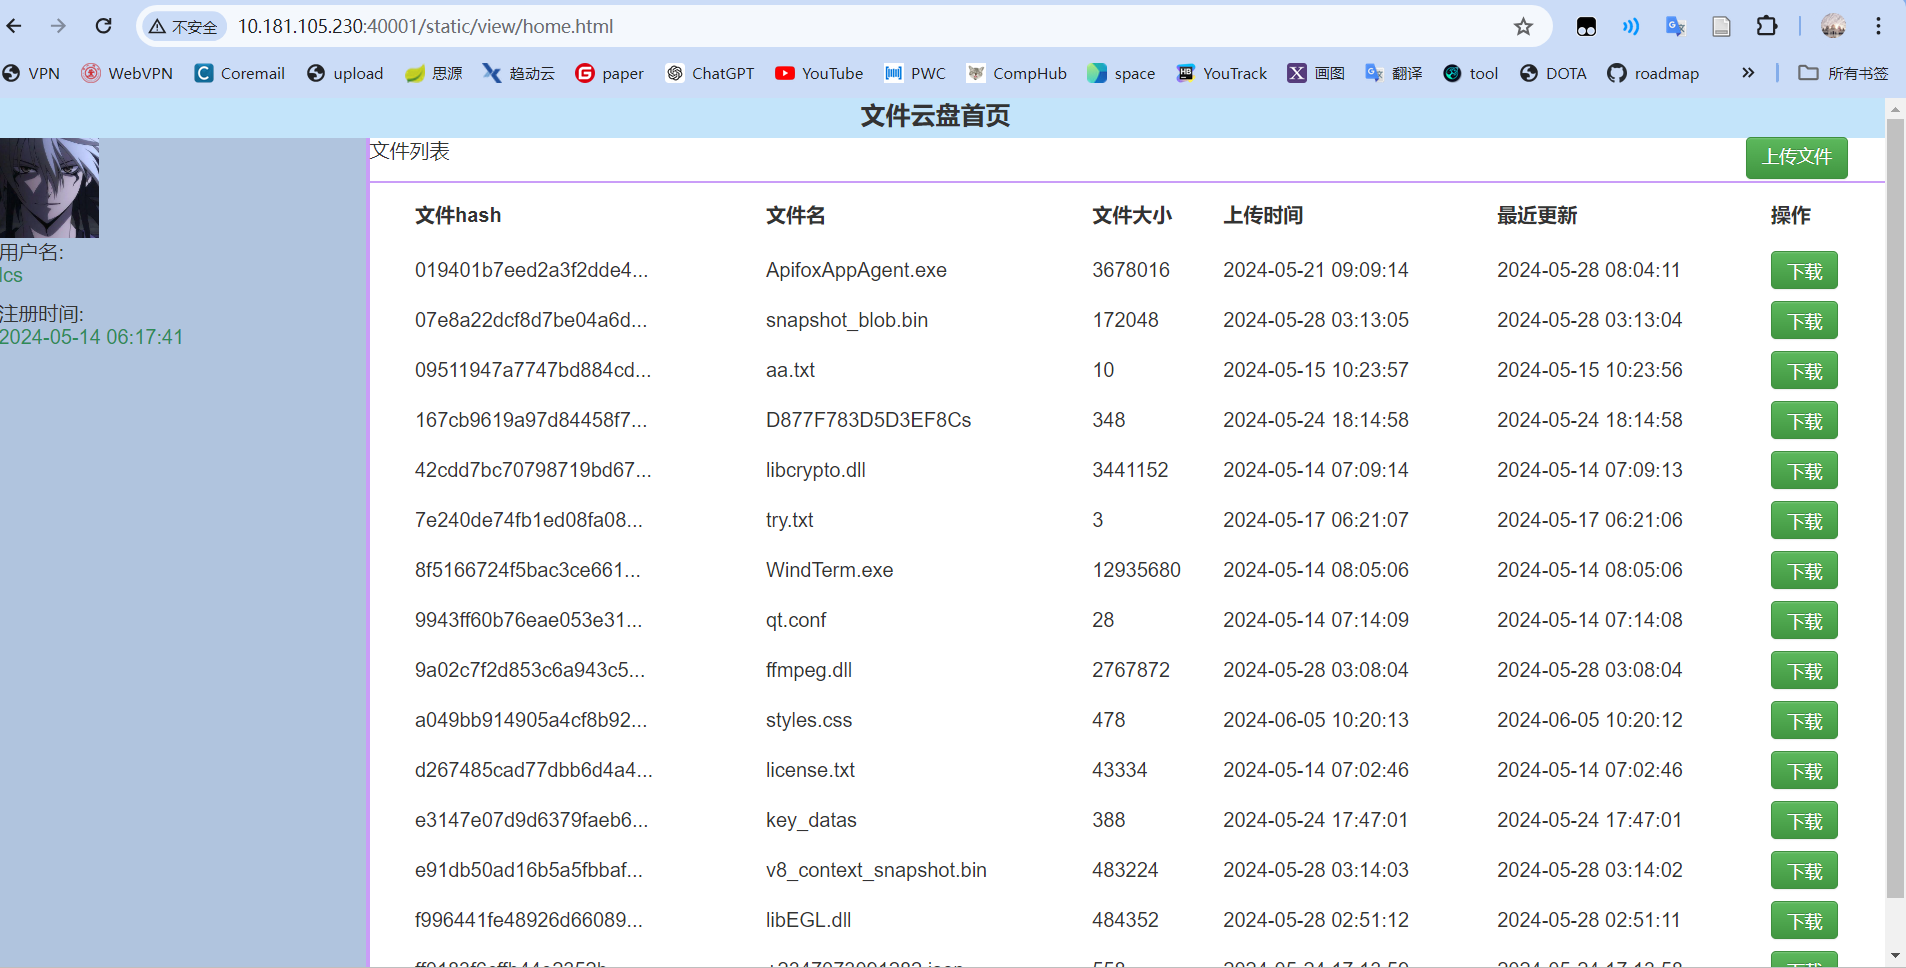 不安全 10.181.105.230:40001/static/view/home.html
VPN WebVPN Coremail upload 思源 趋动云 paper ChatGPT YouTube PWC CompHub space YouTrack 画图 翻译 tool DOTA roadmap 所有书签
文件云盘首页
文件列表 上传文件
用户名:
lcs
注册时间:
2024-05-14 06:17:41
文件hash 文件名 文件大小 上传时间 最近更新 操作
019401b7eed2a3f2dde4... ApifoxAppAgent.exe 3678016 2024-05-21 09:09:14 2024-05-28 08:04:11 下载
07e8a22dcf8d7be04a6d... snapshot_blob.bin 172048 2024-05-28 03:13:05 2024-05-28 03:13:04 下载
09511947a7747bd884cd... aa.txt 10 2024-05-15 10:23:57 2024-05-15 10:23:56 下载
167cb9619a97d84458f7... D877F783D5D3EF8Cs 348 2024-05-24 18:14:58 2024-05-24 18:14:58 下载
42cdd7bc70798719bd67... libcrypto.dll 3441152 2024-05-14 07:09:14 2024-05-14 07:09:13 下载
7e240de74fb1ed08fa08... try.txt 3 2024-05-17 06:21:07 2024-05-17 06:21:06 下载
8f5166724f5bac3ce661... WindTerm.exe 12935680 2024-05-14 08:05:06 2024-05-14 08:05:06 下载
9943ff60b76eae053e31... qt.conf 28 2024-05-14 07:14:09 2024-05-14 07:14:08 下载
9a02c7f2d853c6a943c5... ffmpeg.dll 2767872 2024-05-28 03:08:04 2024-05-28 03:08:04 下载
a049bb914905a4cf8b92... styles.css 478 2024-06-05 10:20:13 2024-06-05 10:20:12 下载
d267485cad77dbb6d4a4... license.txt 43334 2024-05-14 07:02:46 2024-05-14 07:02:46 下载
e3147e07d9d6379faeb6... key_datas 388 2024-05-24 17:47:01 2024-05-24 17:47:01 下载
e91db50ad16b5a5fbbaf... v8_context_snapshot.bin 483224 2024-05-28 03:14:03 2024-05-28 03:14:02 下载
f996441fe48926d66089... libEGL.dll 484352 2024-05-28 02:51:12 2024-05-28 02:51:11 下载